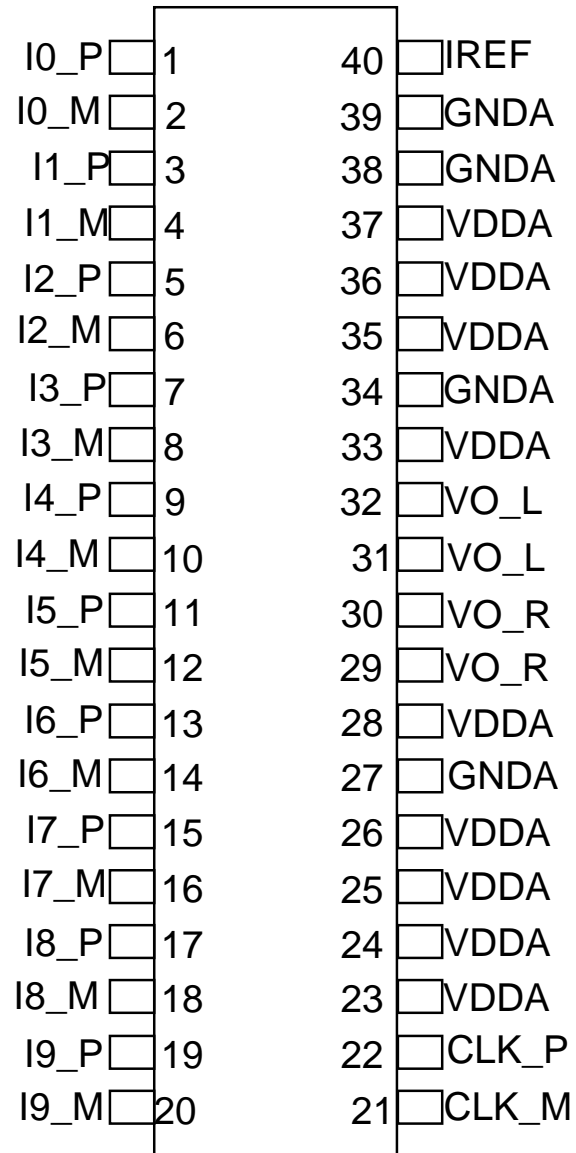 I0_P 1 40 IREF
I0_M 2 39 GNDA
I1_P 3 38 GNDA
I1_M 4 37 VDDA
I2_P 5 36 VDDA
I2_M 6 35 VDDA
I3_P 7 34 GNDA
I3_M 8 33 VDDA
I4_P 9 32 VO_L
I4_M 10 31 VO_L
I5_P 11 30 VO_R
I5_M 12 29 VO_R
I6_P 13 28 VDDA
I6_M 14 27 GNDA
I7_P 15 26 VDDA
I7_M 16 25 VDDA
I8_P 17 24 VDDA
I8_M 18 23 VDDA
I9_P 19 22 CLK_P
I9_M 20 21 CLK_M